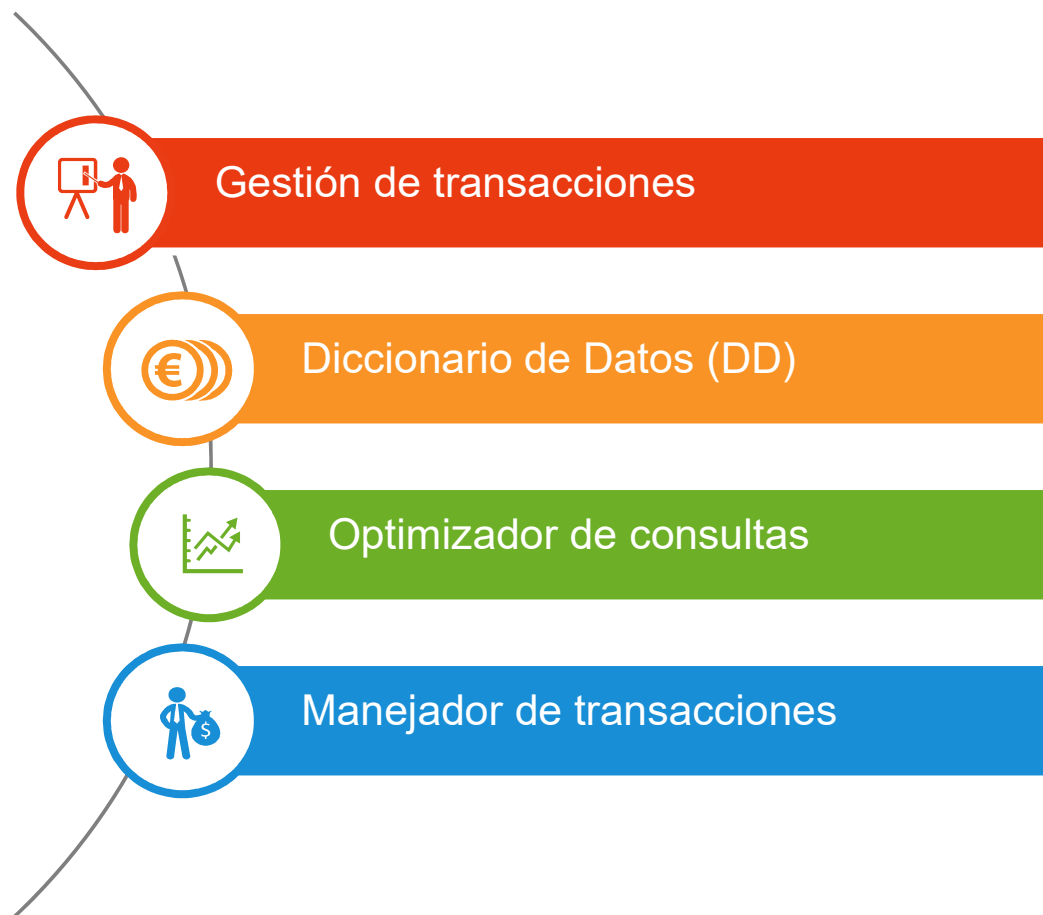 Gestión de transacciones
€
Diccionario de Datos (DD)
Optimizador de consultas
$
Manejador de transacciones